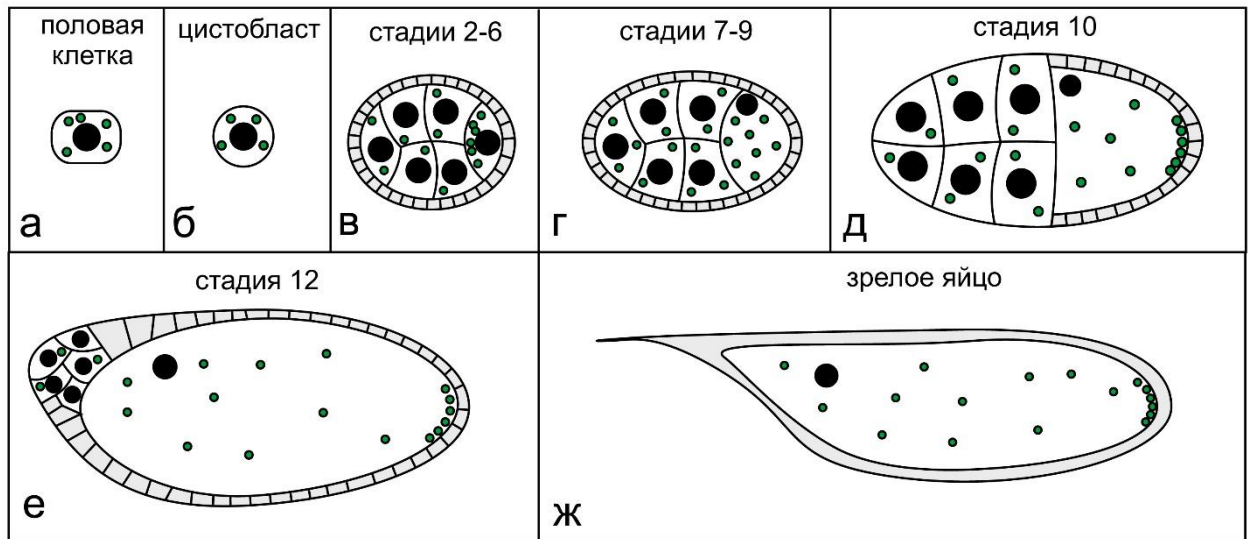 половая
клетка
цистобласт
стадии 2-6
стадии 7-9
стадия 10
а
б
в
г
д
стадия 12
зрелое яйцо
е
ж